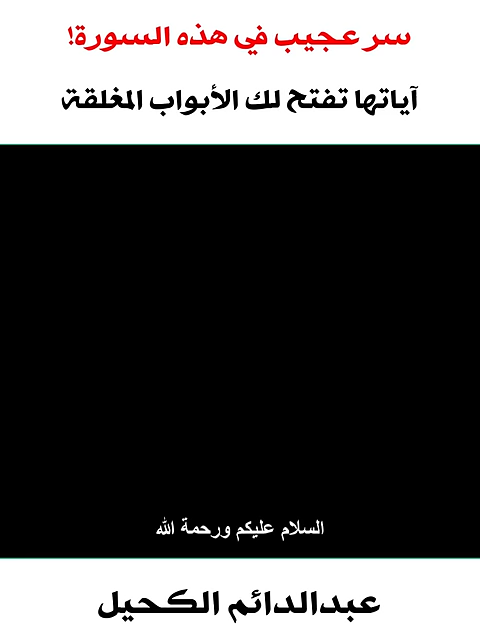 سر عجيب في هذه السورة!
آياتها تفتح لك الأبواب المغلقة
السلام عليكم ورحمة الله
عبدالدائم الكحيل